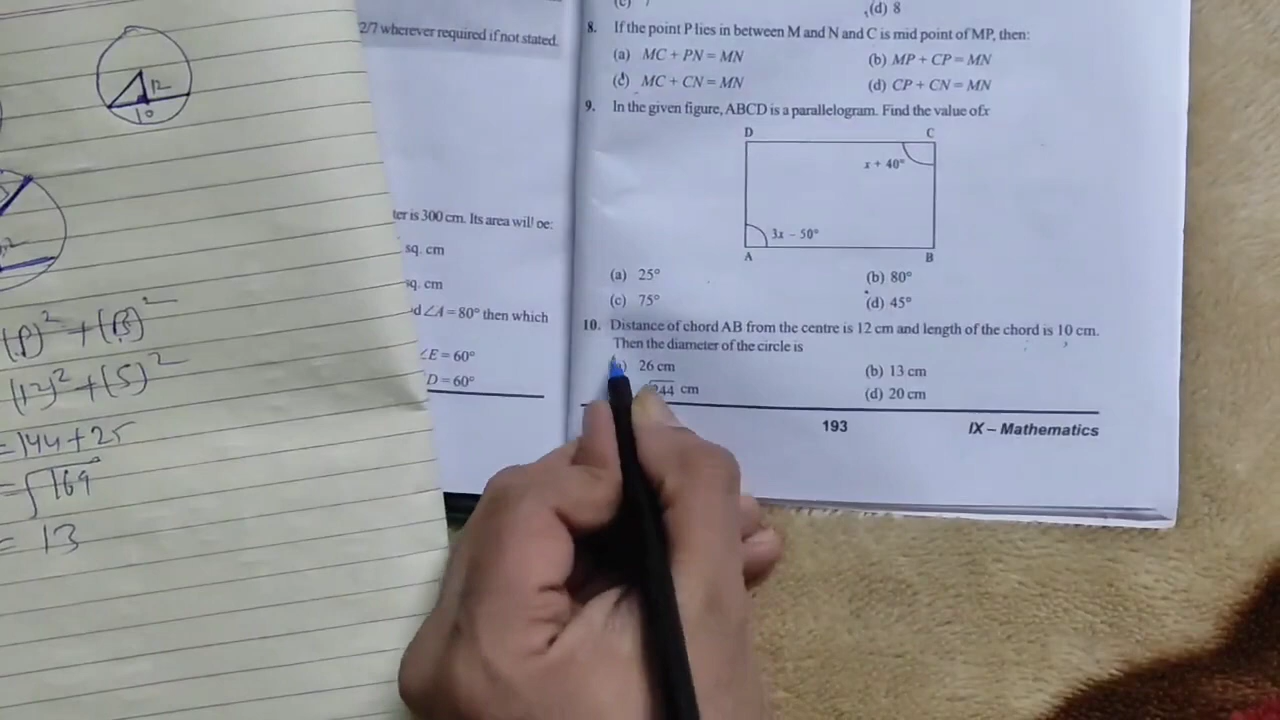 12
10
(P)² + (B)²
(12)² + (5)²
= 144 + 25
= √169
= 13
2/7 wherever required if not stated.
ter is 300 cm. Its area will be:
sq. cm
sq. cm
∠A = 80° then which
∠E = 60°
D = 60°
(d) 8
8. If the point P lies in between M and N and C is mid point of MP, then:
(a) MC + PN = MN
(b) MP + CP = MN
(c) MC + CN = MN
(d) CP + CN = MN
9. In the given figure, ABCD is a parallelogram. Find the value of x
D
C
x + 40°
3x – 50°
A
B
(a) 25°
(b) 80°
(c) 75°
(d) 45°
10. Distance of chord AB from the centre is 12 cm and length of the chord is 10 cm.
Then the diameter of the circle is
26 cm
(b) 13 cm
244 cm
(d) 20 cm
193
IX – Mathematics